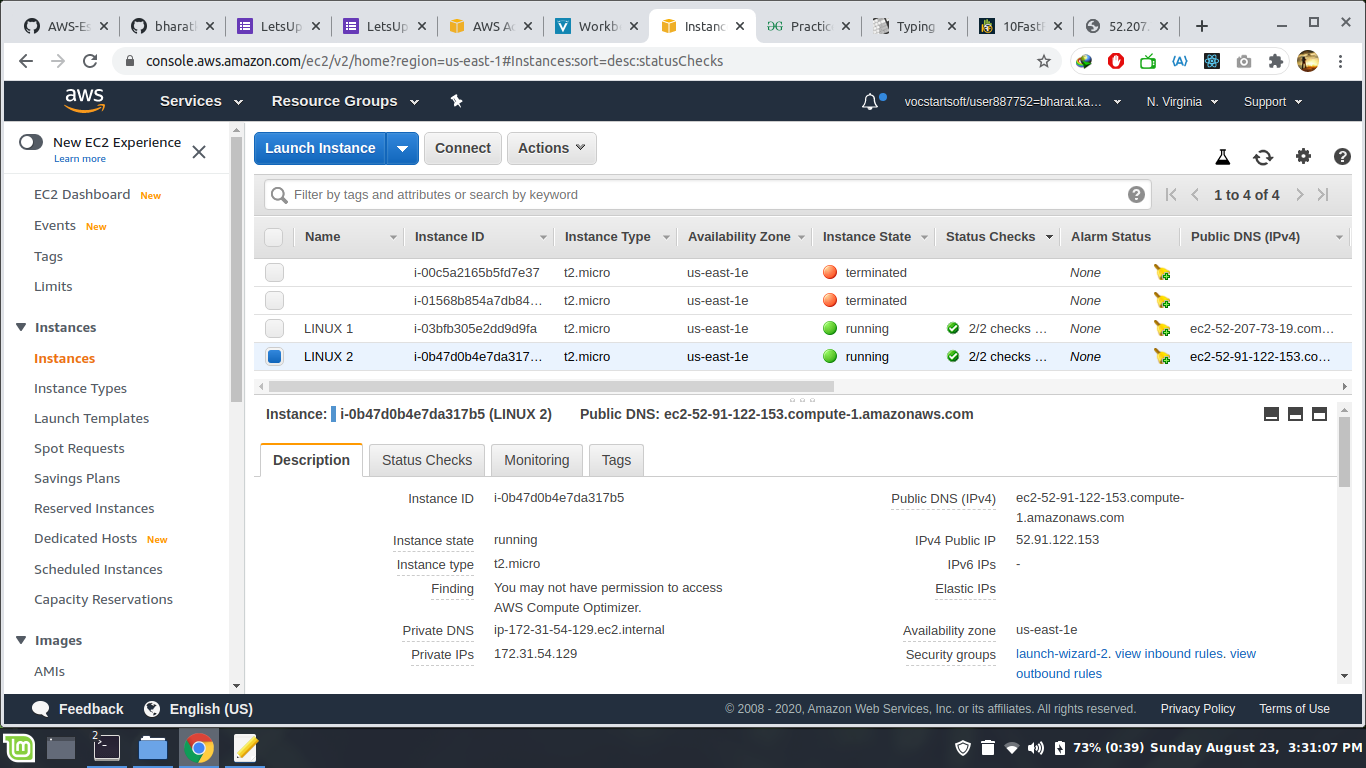 AWS-Es
bharatl
LetsUp
LetsUp
AWS Ac
Workbe
Instanc
Practice
Typing
10FastF
52.207.
console.aws.amazon.com/ec2/v2/home?region=us-east-1#Instances:sort=desc:statusChecks
aws Services Resource Groups vocstartsoft/user887752=bharat.ka... N. Virginia Support
New EC2 Experience
Learn more
EC2 Dashboard New
Events New
Tags
Limits
Instances
Instances
Instance Types
Launch Templates
Spot Requests
Savings Plans
Reserved Instances
Dedicated Hosts New
Scheduled Instances
Capacity Reservations
Images
AMIs
Launch Instance Connect Actions
Filter by tags and attributes or search by keyword 1 to 4 of 4
Name Instance ID Instance Type Availability Zone Instance State Status Checks Alarm Status Public DNS (IPv4)
i-00c5a2165b5fd7e37 t2.micro us-east-1e terminated None
i-01568b854a7db84... t2.micro us-east-1e terminated None
LINUX 1 i-03bfb305e2dd9d9fa t2.micro us-east-1e running 2/2 checks ... None ec2-52-207-73-19.com...
LINUX 2 i-0b47d0b4e7da317... t2.micro us-east-1e running 2/2 checks ... None ec2-52-91-122-153.co...
Instance: i-0b47d0b4e7da317b5 (LINUX 2) Public DNS: ec2-52-91-122-153.compute-1.amazonaws.com
Description Status Checks Monitoring Tags
Instance ID i-0b47d0b4e7da317b5
Instance state running
Instance type t2.micro
Finding You may not have permission to access
AWS Compute Optimizer.
Private DNS ip-172-31-54-129.ec2.internal
Private IPs 172.31.54.129
Public DNS (IPv4) ec2-52-91-122-153.compute-
1.amazonaws.com
IPv4 Public IP 52.91.122.153
IPv6 IPs -
Elastic IPs
Availability zone us-east-1e
Security groups launch-wizard-2. view inbound rules. view
outbound rules
Feedback English (US) © 2008 - 2020, Amazon Web Services, Inc. or its affiliates. All rights reserved. Privacy Policy Terms of Use
2 73% (0:39) Sunday August 23, 3:31:07 PM